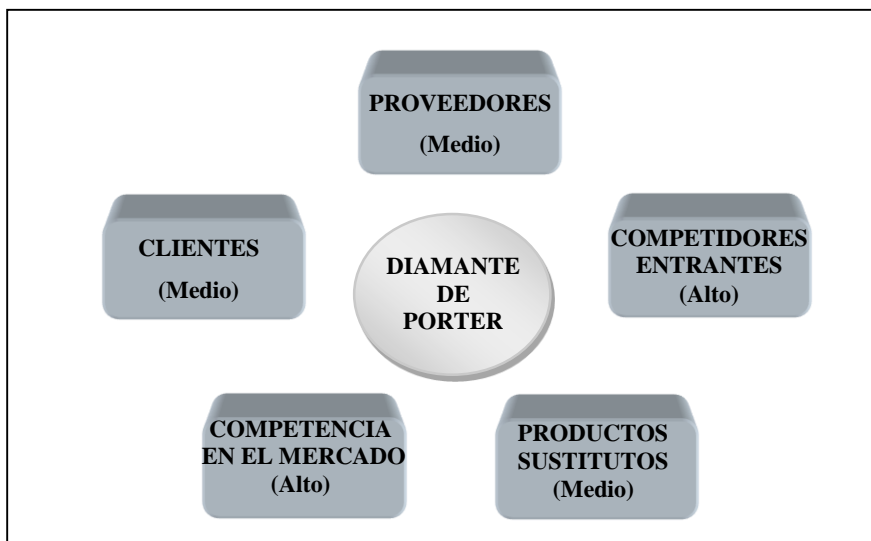 PROVEEDORES
(Medio)
CLIENTES
(Medio)
DIAMANTE
DE
PORTER
COMPETIDORES
ENTRANTES
(Alto)
COMPETENCIA
EN EL MERCADO
(Alto)
PRODUCTOS
SUSTITUTOS
(Medio)